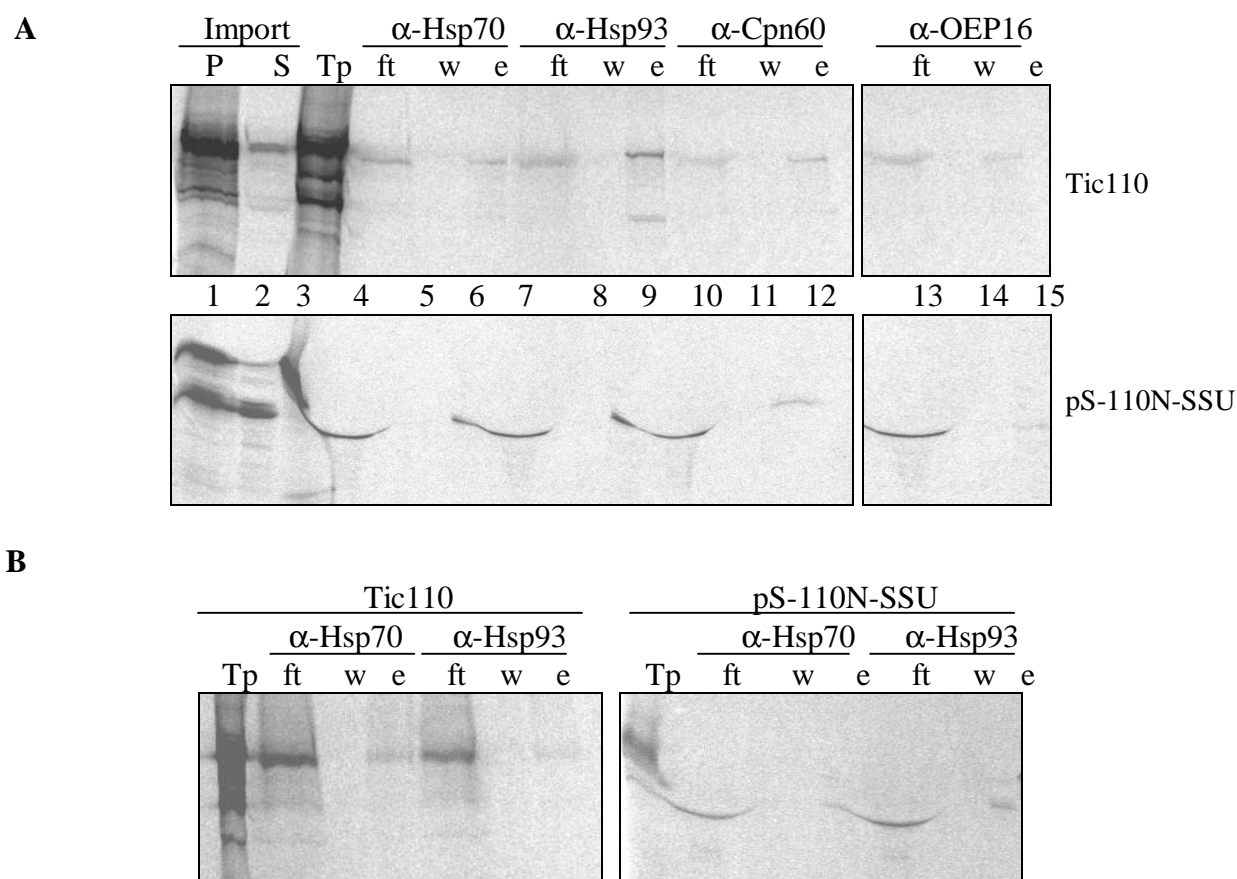 A
Import α-Hsp70 α-Hsp93 α-Cpn60 α-OEP16
P S Tp ft w e ft w e ft w e ft w e
Tic110
1 2 3 4 5 6 7 8 9 10 11 12 13 14 15
pS-110N-SSU
B
Tic110 pS-110N-SSU
α-Hsp70 α-Hsp93 α-Hsp70 α-Hsp93
Tp ft w e ft w e Tp ft w e ft w e